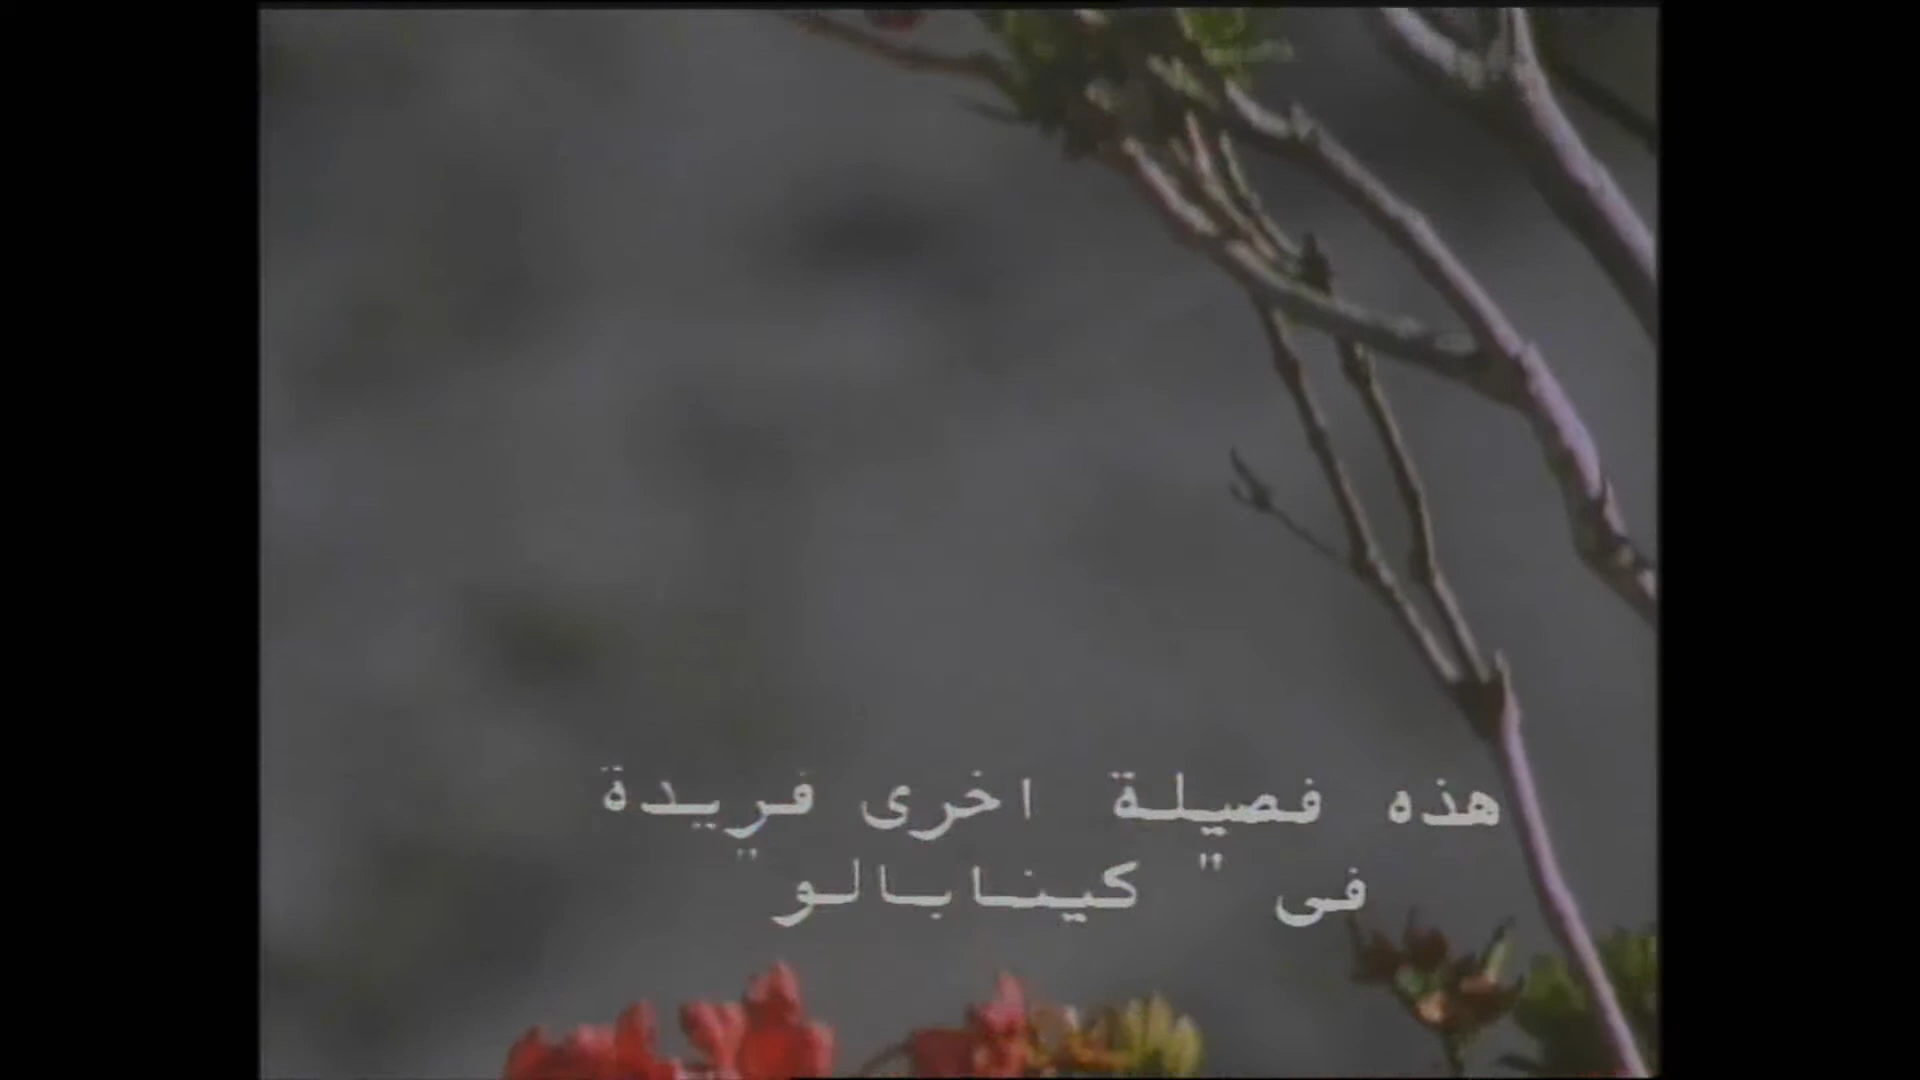 هذه فصيلة اخرى فريدة
فى " كينابالو "